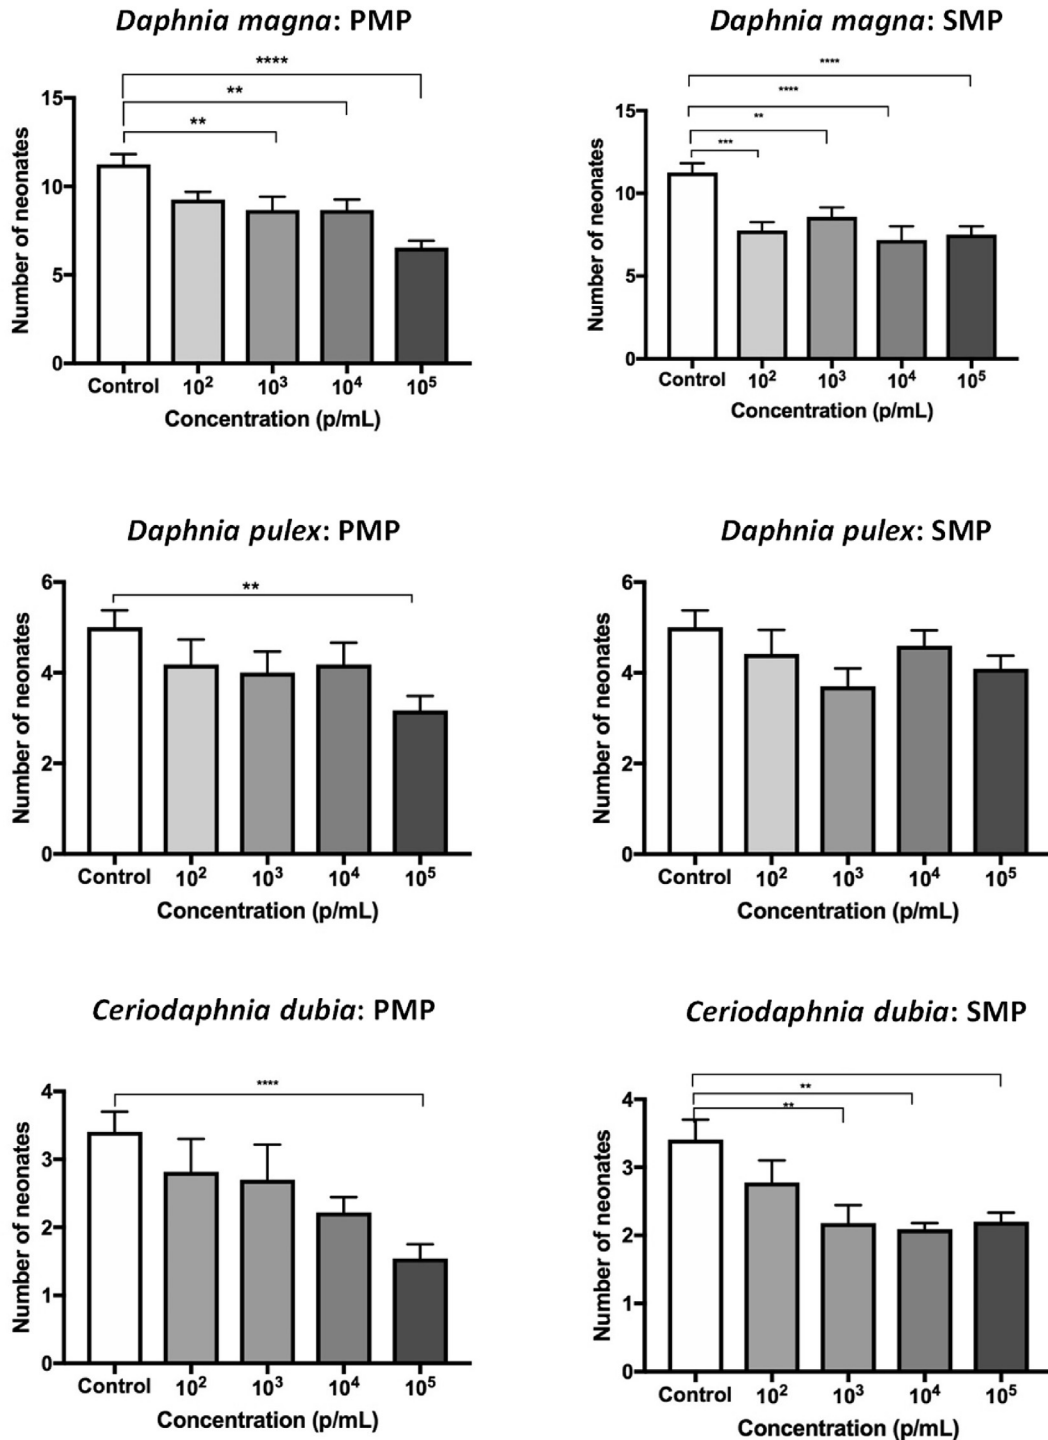 Daphnia magna: PMP
****
**
**
15
10
5
0
Number of neonates
Control 10² 10³ 10⁴ 10⁵
Concentration (p/mL)
Daphnia magna: SMP
****
****
**
***
15
10
5
0
Number of neonates
Control 10² 10³ 10⁴ 10⁵
Concentration (p/mL)
Daphnia pulex: PMP
**
6
4
2
0
Number of neonates
Control 10² 10³ 10⁴ 10⁵
Concentration (p/mL)
Daphnia pulex: SMP
6
4
2
0
Number of neonates
Control 10² 10³ 10⁴ 10⁵
Concentration (p/mL)
Ceriodaphnia dubia: PMP
****
4
3
2
1
0
Number of neonates
Control 10² 10³ 10⁴ 10⁵
Concentration (p/mL)
Ceriodaphnia dubia: SMP
**
**
4
3
2
1
0
Number of neonates
Control 10² 10³ 10⁴ 10⁵
Concentration (p/mL)